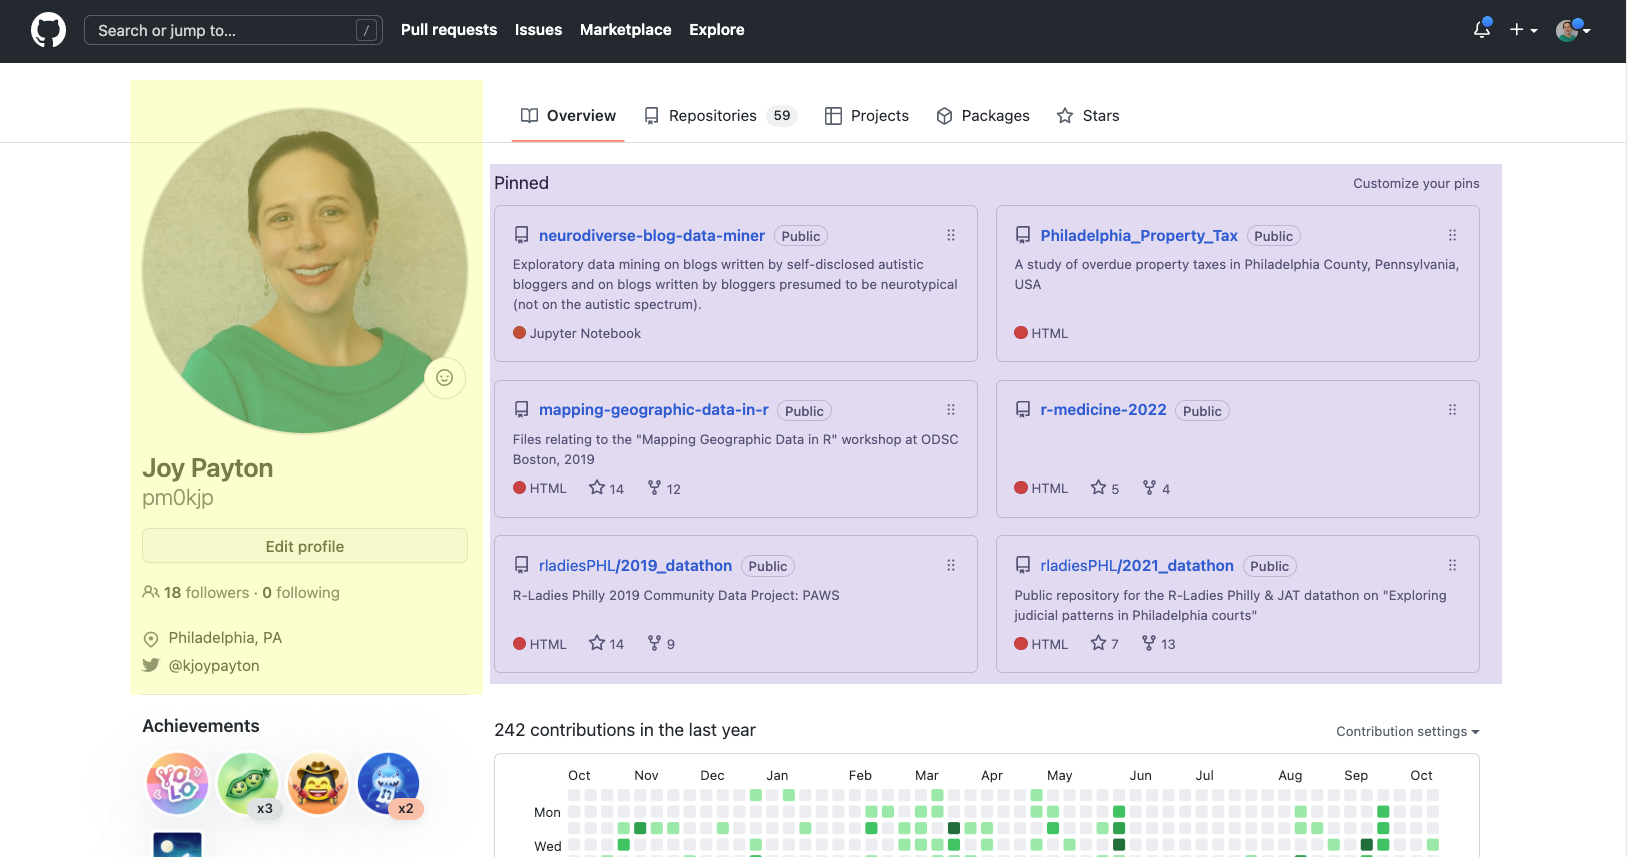 Search or jump to... /
Pull requests Issues Marketplace Explore
Overview Repositories 59 Projects Packages Stars
Joy Payton
pm0kjp
Edit profile
18 followers · 0 following
Philadelphia, PA
@kjoypayton
Achievements
YOLO
x3
x2
Pinned
Customize your pins
neurodiverse-blog-data-miner Public
Exploratory data mining on blogs written by self-disclosed autistic
bloggers and on blogs written by bloggers presumed to be neurotypical
(not on the autistic spectrum).
Jupyter Notebook
Philadelphia_Property_Tax Public
A study of overdue property taxes in Philadelphia County, Pennsylvania,
USA
HTML
mapping-geographic-data-in-r Public
Files relating to the "Mapping Geographic Data in R" workshop at ODSC
Boston, 2019
HTML 14 12
r-medicine-2022 Public
HTML 5 4
rladiesPHL/2019_datathon Public
R-Ladies Philly 2019 Community Data Project: PAWS
HTML 14 9
rladiesPHL/2021_datathon Public
Public repository for the R-Ladies Philly & JAT datathon on "Exploring
judicial patterns in Philadelphia courts"
HTML 7 13
242 contributions in the last year
Contribution settings
Oct Nov Dec Jan Feb Mar Apr May Jun Jul Aug Sep Oct
Mon
Wed